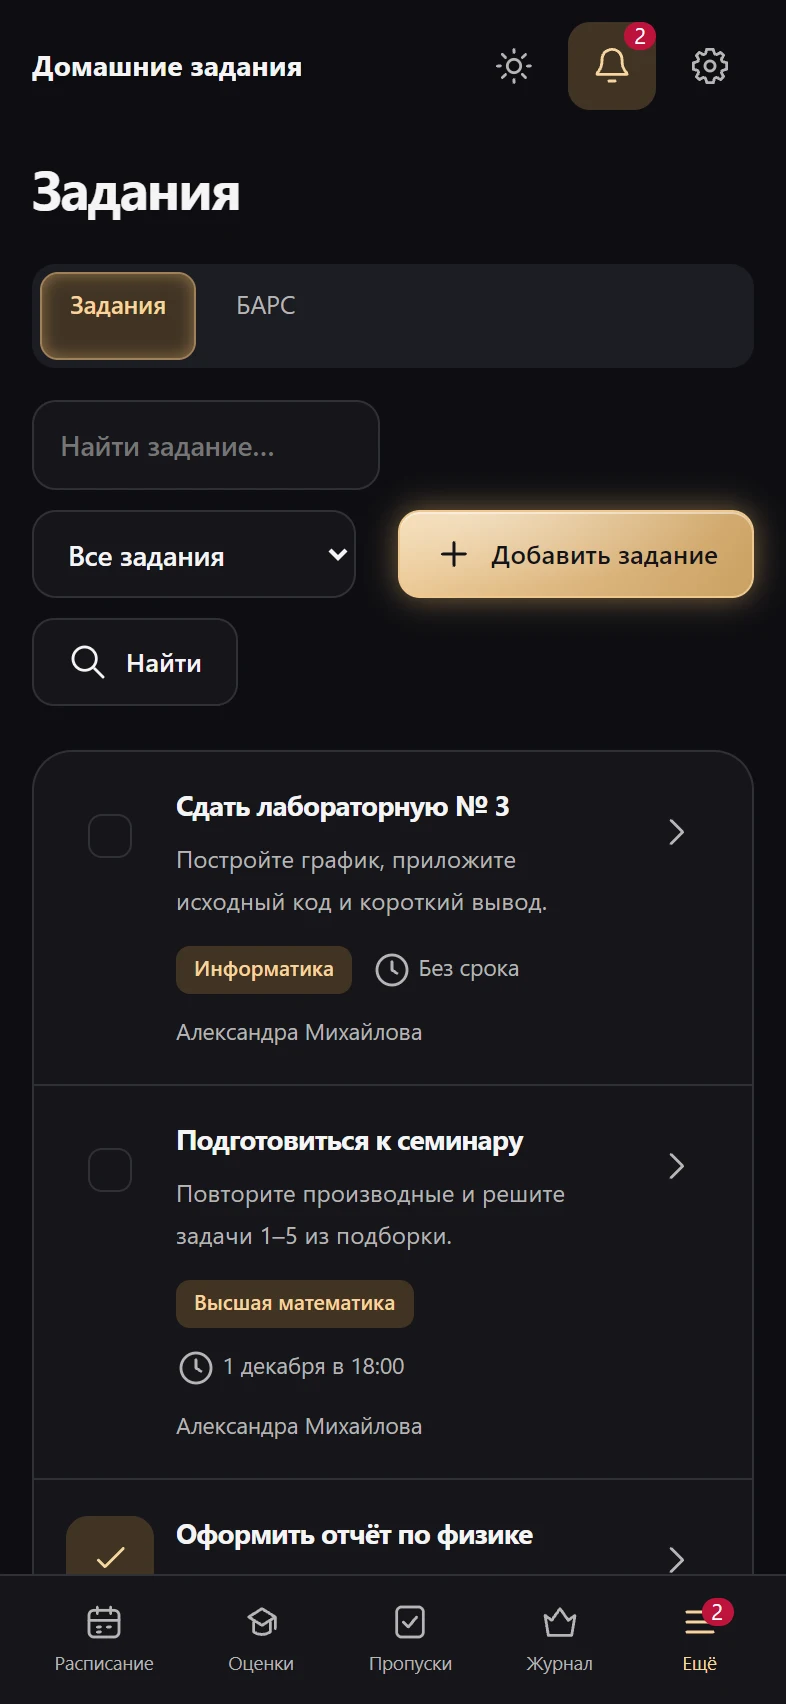 Домашние задания
2
Задания
Задания
БАРС
Найти задание...
Все задания
Добавить задание
Найти
Сдать лабораторную № 3
Постройте график, приложите
исходный код и короткий вывод.
Информатика
Без срока
Александра Михайлова
Подготовиться к семинару
Повторите производные и решите
задачи 1–5 из подборки.
Высшая математика
1 декабря в 18:00
Александра Михайлова
Оформить отчёт по физике
Расписание
Оценки
Пропуски
Журнал
2
Ещё